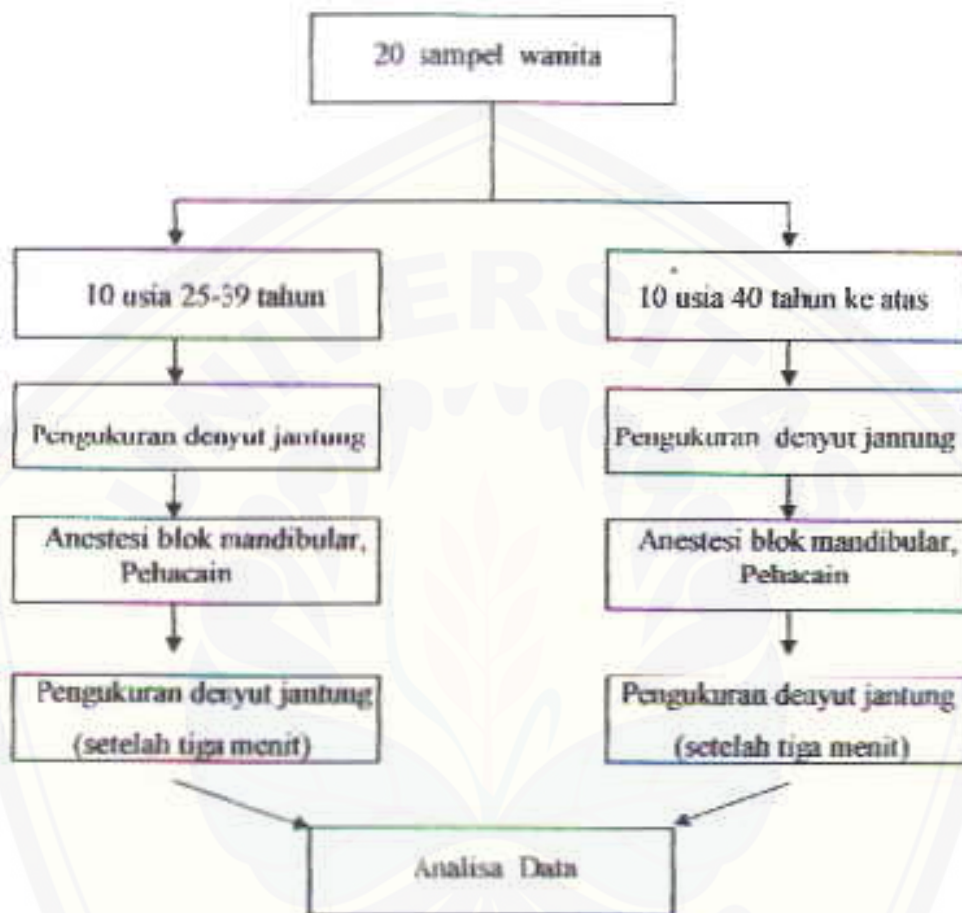 20 sampel wanita
10 usia 25-39 tahun
10 usia 40 tahun ke atas
Pengukuran denyut jantung
Pengukuran denyut jantung
Anestesi blok mandibular,
Pehacain
Anestesi blok mandibular,
Pehacain
Pengukuran denyut jantung
(setelah tiga menit)
Pengukuran denyut jantung
(setelah tiga menit)
Analisa Data
UNIVERSITAS